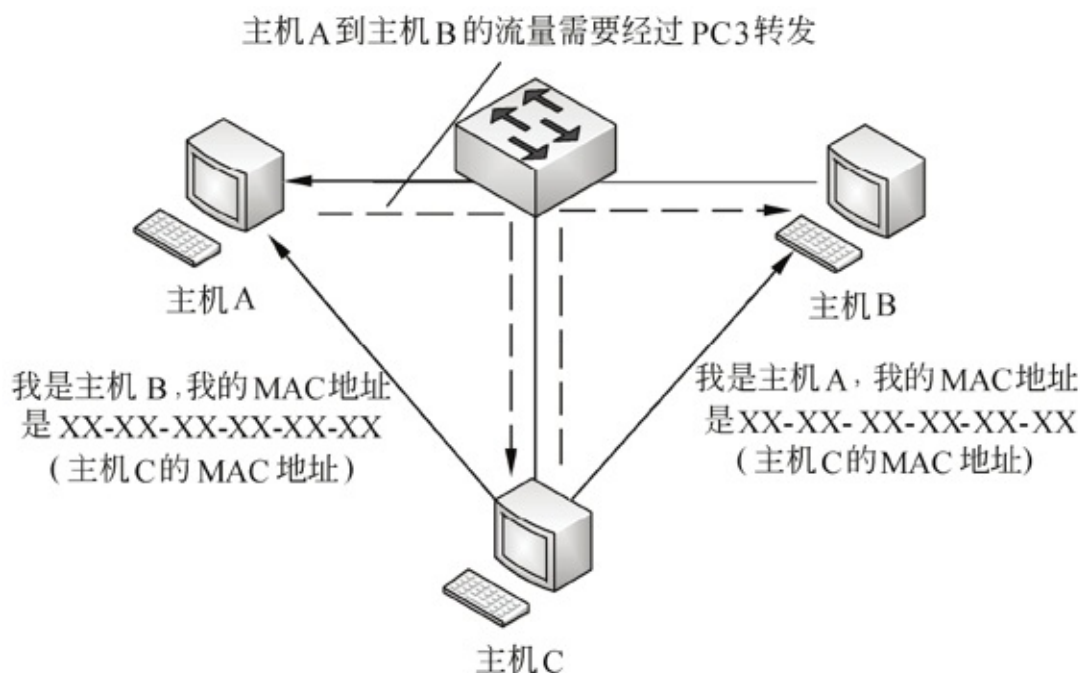 主机A到主机B的流量需要经过PC3转发
主机A
主机B
我是主机 B,我的MAC地址
是XX-XX-XX-XX-XX-XX
(主机C的MAC 地址)
我是主机A, 我的MAC地址
是XX-XX- XX-XX-XX-XX
(主机C的MAC 地址)
主机C